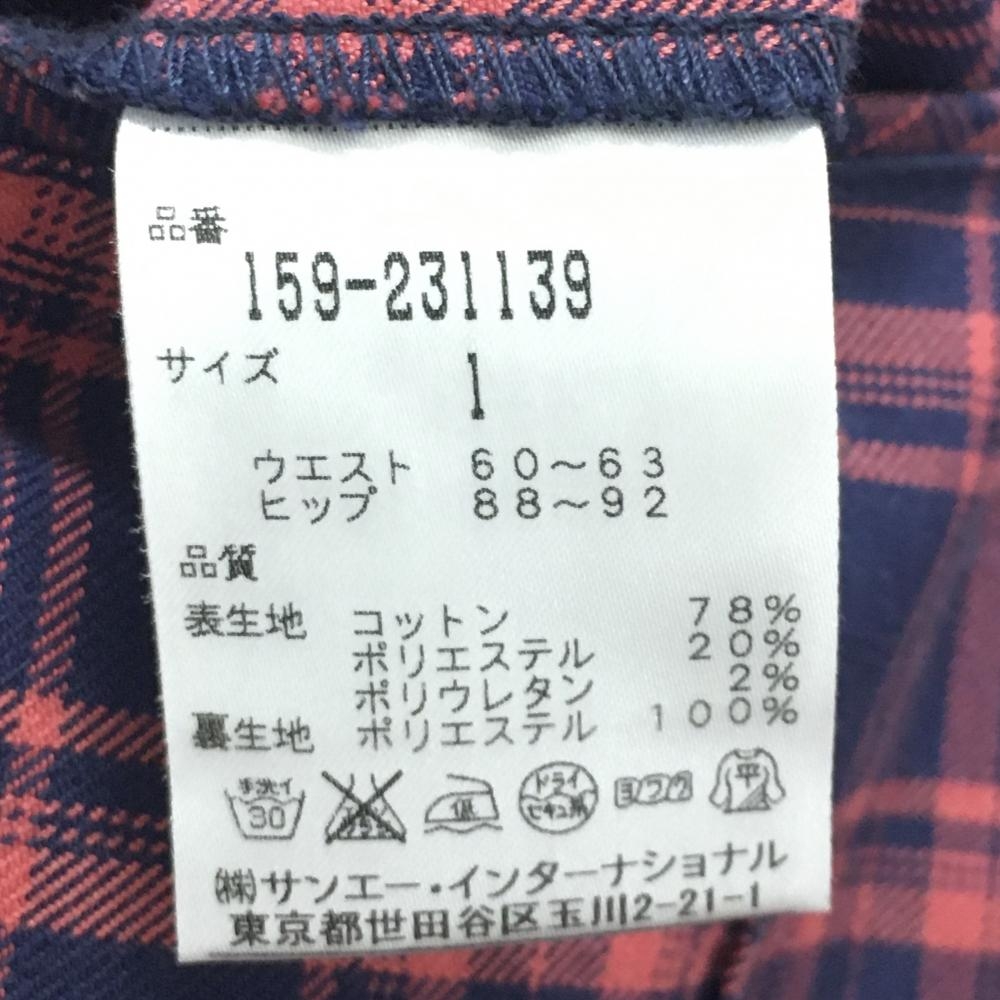 品番
159-231139
サイズ 1
ウエスト 60～63
ヒップ 88～92
品質
表生地 コットン 78%
ポリエステル 20%
ポリウレタン 2%
裏生地 ポリエステル 100%
手洗イ 30 低 ドライ セキユ系 ヨワク 平
㈱サンエー・インターナショナル
東京都世田谷区玉川2-21-1